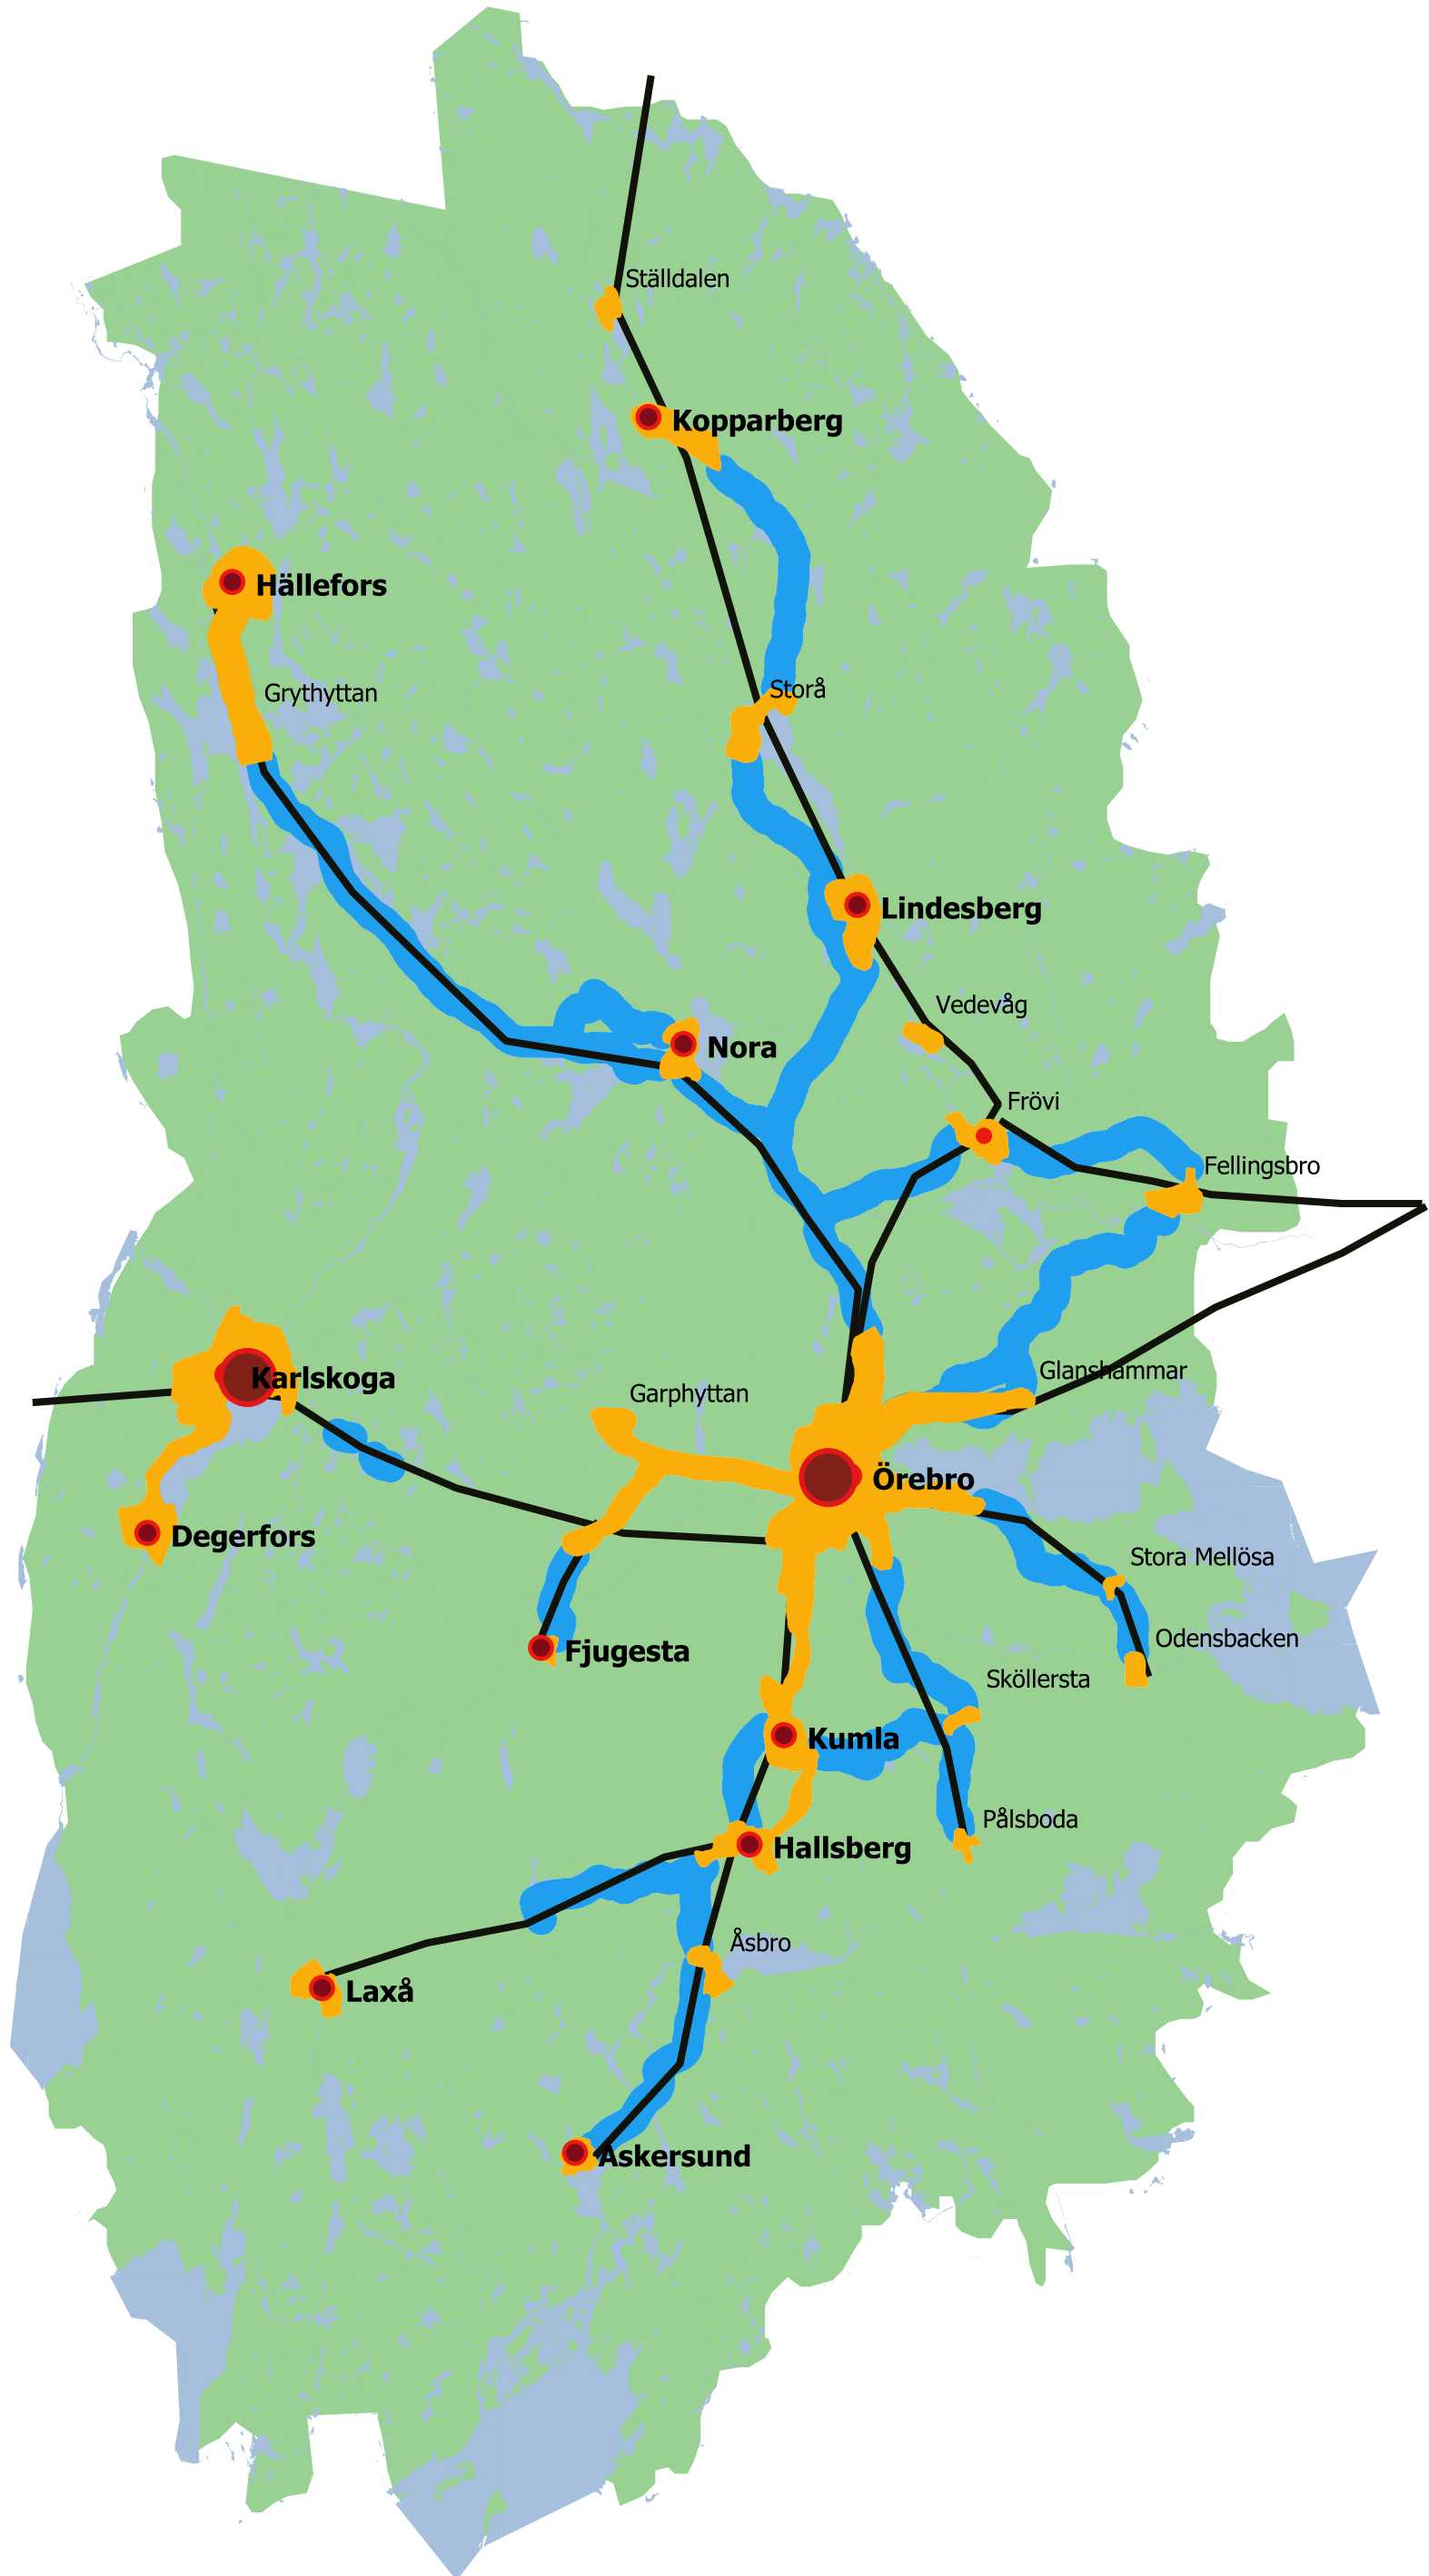 Ställdalen
Kopparberg
Hällefors
Grythyttan
Storå
Lindesberg
Vedevåg
Nora
Frövi
Fellingsbro
Glanshammar
Karlskoga
Garphyttan
Örebro
Degerfors
Stora Mellösa
Odensbacken
Fjugesta
Sköllersta
Kumla
Pålsboda
Hallsberg
Åsbro
Laxå
Askersund